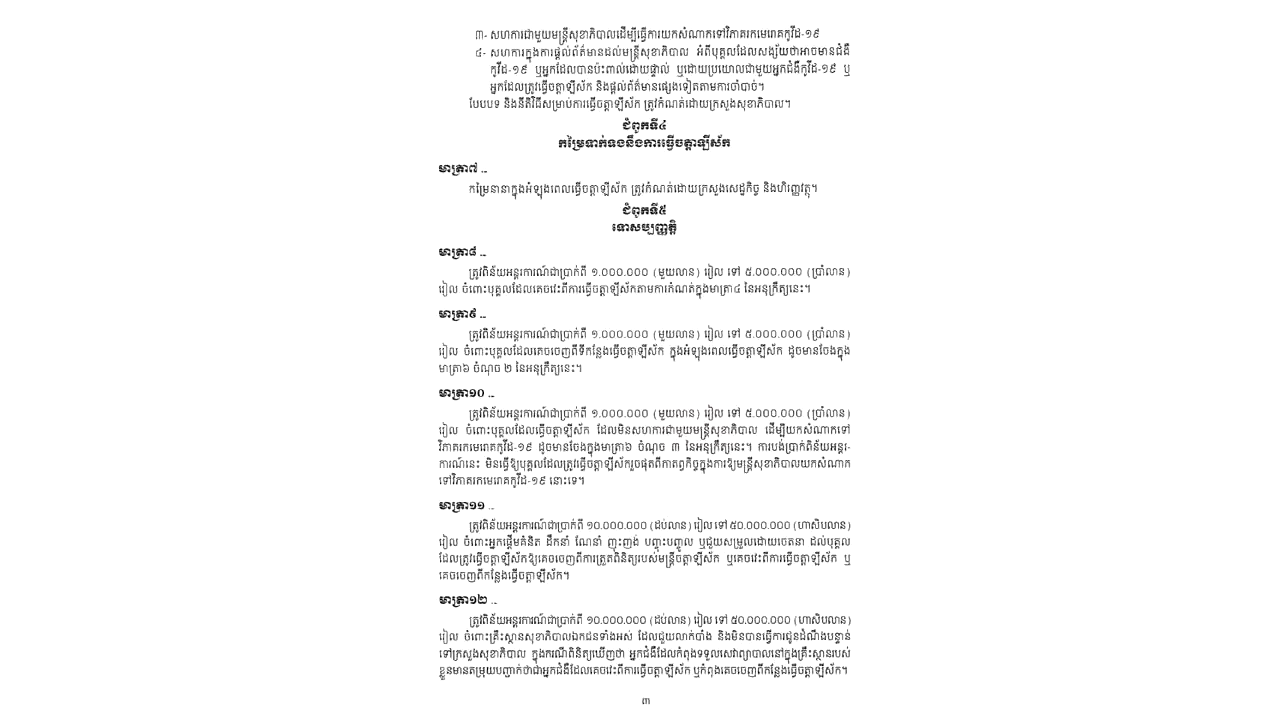 ៣- សហការជាមួយមន្ត្រីសុខាភិបាលដើម្បីធ្វើការយកសំណាកទៅវិភាគរកមេរោគកូវីដ-១៩
៤- សហការក្នុងការផ្តល់ព័ត៌មានដល់មន្ត្រីសុខាភិបាល អំពីបុគ្គលដែលសង្ស័យថាអាចមានជំងឺ
កូវីដ-១៩ ឬអ្នកដែលបានប៉ះពាល់ដោយផ្ទាល់ ឬដោយប្រយោលជាមួយអ្នកជំងឺកូវីដ-១៩ ឬ
អ្នកដែលត្រូវធ្វើចត្តាឡីស័ក និងផ្តល់ព័ត៌មានផ្សេងទៀតតាមការចាំបាច់។
បែបបទ និងនីតិវិធីសម្រាប់ការធ្វើចត្តាឡីស័ក ត្រូវកំណត់ដោយក្រសួងសុខាភិបាល។
ជំពូកទី៤
កម្រៃទាក់ទងនឹងការធ្វើចត្តាឡីស័ក
មាត្រា៧ ..
កម្រៃនានាក្នុងអំឡុងពេលធ្វើចត្តាឡីស័ក ត្រូវកំណត់ដោយក្រសួងសេដ្ឋកិច្ច និងហិរញ្ញវត្ថុ។
ជំពូកទី៥
ទោសប្បញ្ញត្តិ
មាត្រា៨ ..
ត្រូវពិន័យអន្តរការណ៍ជាប្រាក់ពី ១.០០០.០០០ (មួយលាន) រៀល ទៅ ៥.០០០.០០០ (ប្រាំលាន)
រៀល ចំពោះបុគ្គលដែលគេចវេះពីការធ្វើចត្តាឡីស័កតាមការកំណត់ក្នុងមាត្រា៤ នៃអនុក្រឹត្យនេះ។
មាត្រា៩ ..
ត្រូវពិន័យអន្តរការណ៍ជាប្រាក់ពី ១.០០០.០០០ (មួយលាន) រៀល ទៅ ៥.០០០.០០០ (ប្រាំលាន)
រៀល ចំពោះបុគ្គលដែលគេចចេញពីទីកន្លែងធ្វើចត្តាឡីស័ក ក្នុងអំឡុងពេលធ្វើចត្តាឡីស័ក ដូចមានចែងក្នុង
មាត្រា៦ ចំណុច ២ នៃអនុក្រឹត្យនេះ។
មាត្រា១០ ..
ត្រូវពិន័យអន្តរការណ៍ជាប្រាក់ពី ១.០០០.០០០ (មួយលាន) រៀល ទៅ ៥.០០០.០០០ (ប្រាំលាន)
រៀល ចំពោះបុគ្គលដែលធ្វើចត្តាឡីស័ក ដែលមិនសហការជាមួយមន្ត្រីសុខាភិបាល ដើម្បីយកសំណាកទៅ
វិភាគរកមេរោគកូវីដ-១៩ ដូចមានចែងក្នុងមាត្រា៦ ចំណុច ៣ នៃអនុក្រឹត្យនេះ។ ការបង់ប្រាក់ពិន័យអន្តរ-
ការណ៍នេះ មិនធ្វើឱ្យបុគ្គលដែលត្រូវធ្វើចត្តាឡីស័ករួចផុតពីកាតព្វកិច្ចក្នុងការឱ្យមន្ត្រីសុខាភិបាលយកសំណាក
ទៅវិភាគរកមេរោគកូវីដ-១៩ នោះទេ។
មាត្រា១១ ..
ត្រូវពិន័យអន្តរការណ៍ជាប្រាក់ពី ១០.០០០.០០០ (ដប់លាន) រៀល ទៅ ៥០.០០០.០០០ (ហាសិបលាន)
រៀល ចំពោះអ្នកផ្តើមគំនិត ដឹកនាំ ណែនាំ ញុះញង់ បញ្ចុះបញ្ចូល ឬជួយសម្រួលដោយចេតនា ដល់បុគ្គល
ដែលត្រូវធ្វើចត្តាឡីស័កឱ្យគេចចេញពីការត្រួតពិនិត្យរបស់មន្ត្រីចត្តាឡីស័ក ឬគេចវេះពីការធ្វើចត្តាឡីស័ក ឬ
គេចចេញពីកន្លែងធ្វើចត្តាឡីស័ក។
មាត្រា១២ ..
ត្រូវពិន័យអន្តរការណ៍ជាប្រាក់ពី ១០.០០០.០០០ (ដប់លាន) រៀល ទៅ ៥០.០០០.០០០ (ហាសិបលាន)
រៀល ចំពោះគ្រឹះស្ថានសុខាភិបាលឯកជនទាំងអស់ ដែលជួយលាក់បាំង និងមិនបានធ្វើការជូនដំណឹងបន្ទាន់
ទៅក្រសួងសុខាភិបាល ក្នុងករណីពិនិត្យឃើញថា អ្នកជំងឺដែលកំពុងទទួលសេវាព្យាបាលនៅក្នុងគ្រឹះស្ថានរបស់
ខ្លួនមានតម្រុយបញ្ជាក់ថាជាអ្នកជំងឺដែលគេចវេះពីការធ្វើចត្តាឡីស័ក ឬកំពុងគេចចេញពីកន្លែងធ្វើចត្តាឡីស័ក។
៣